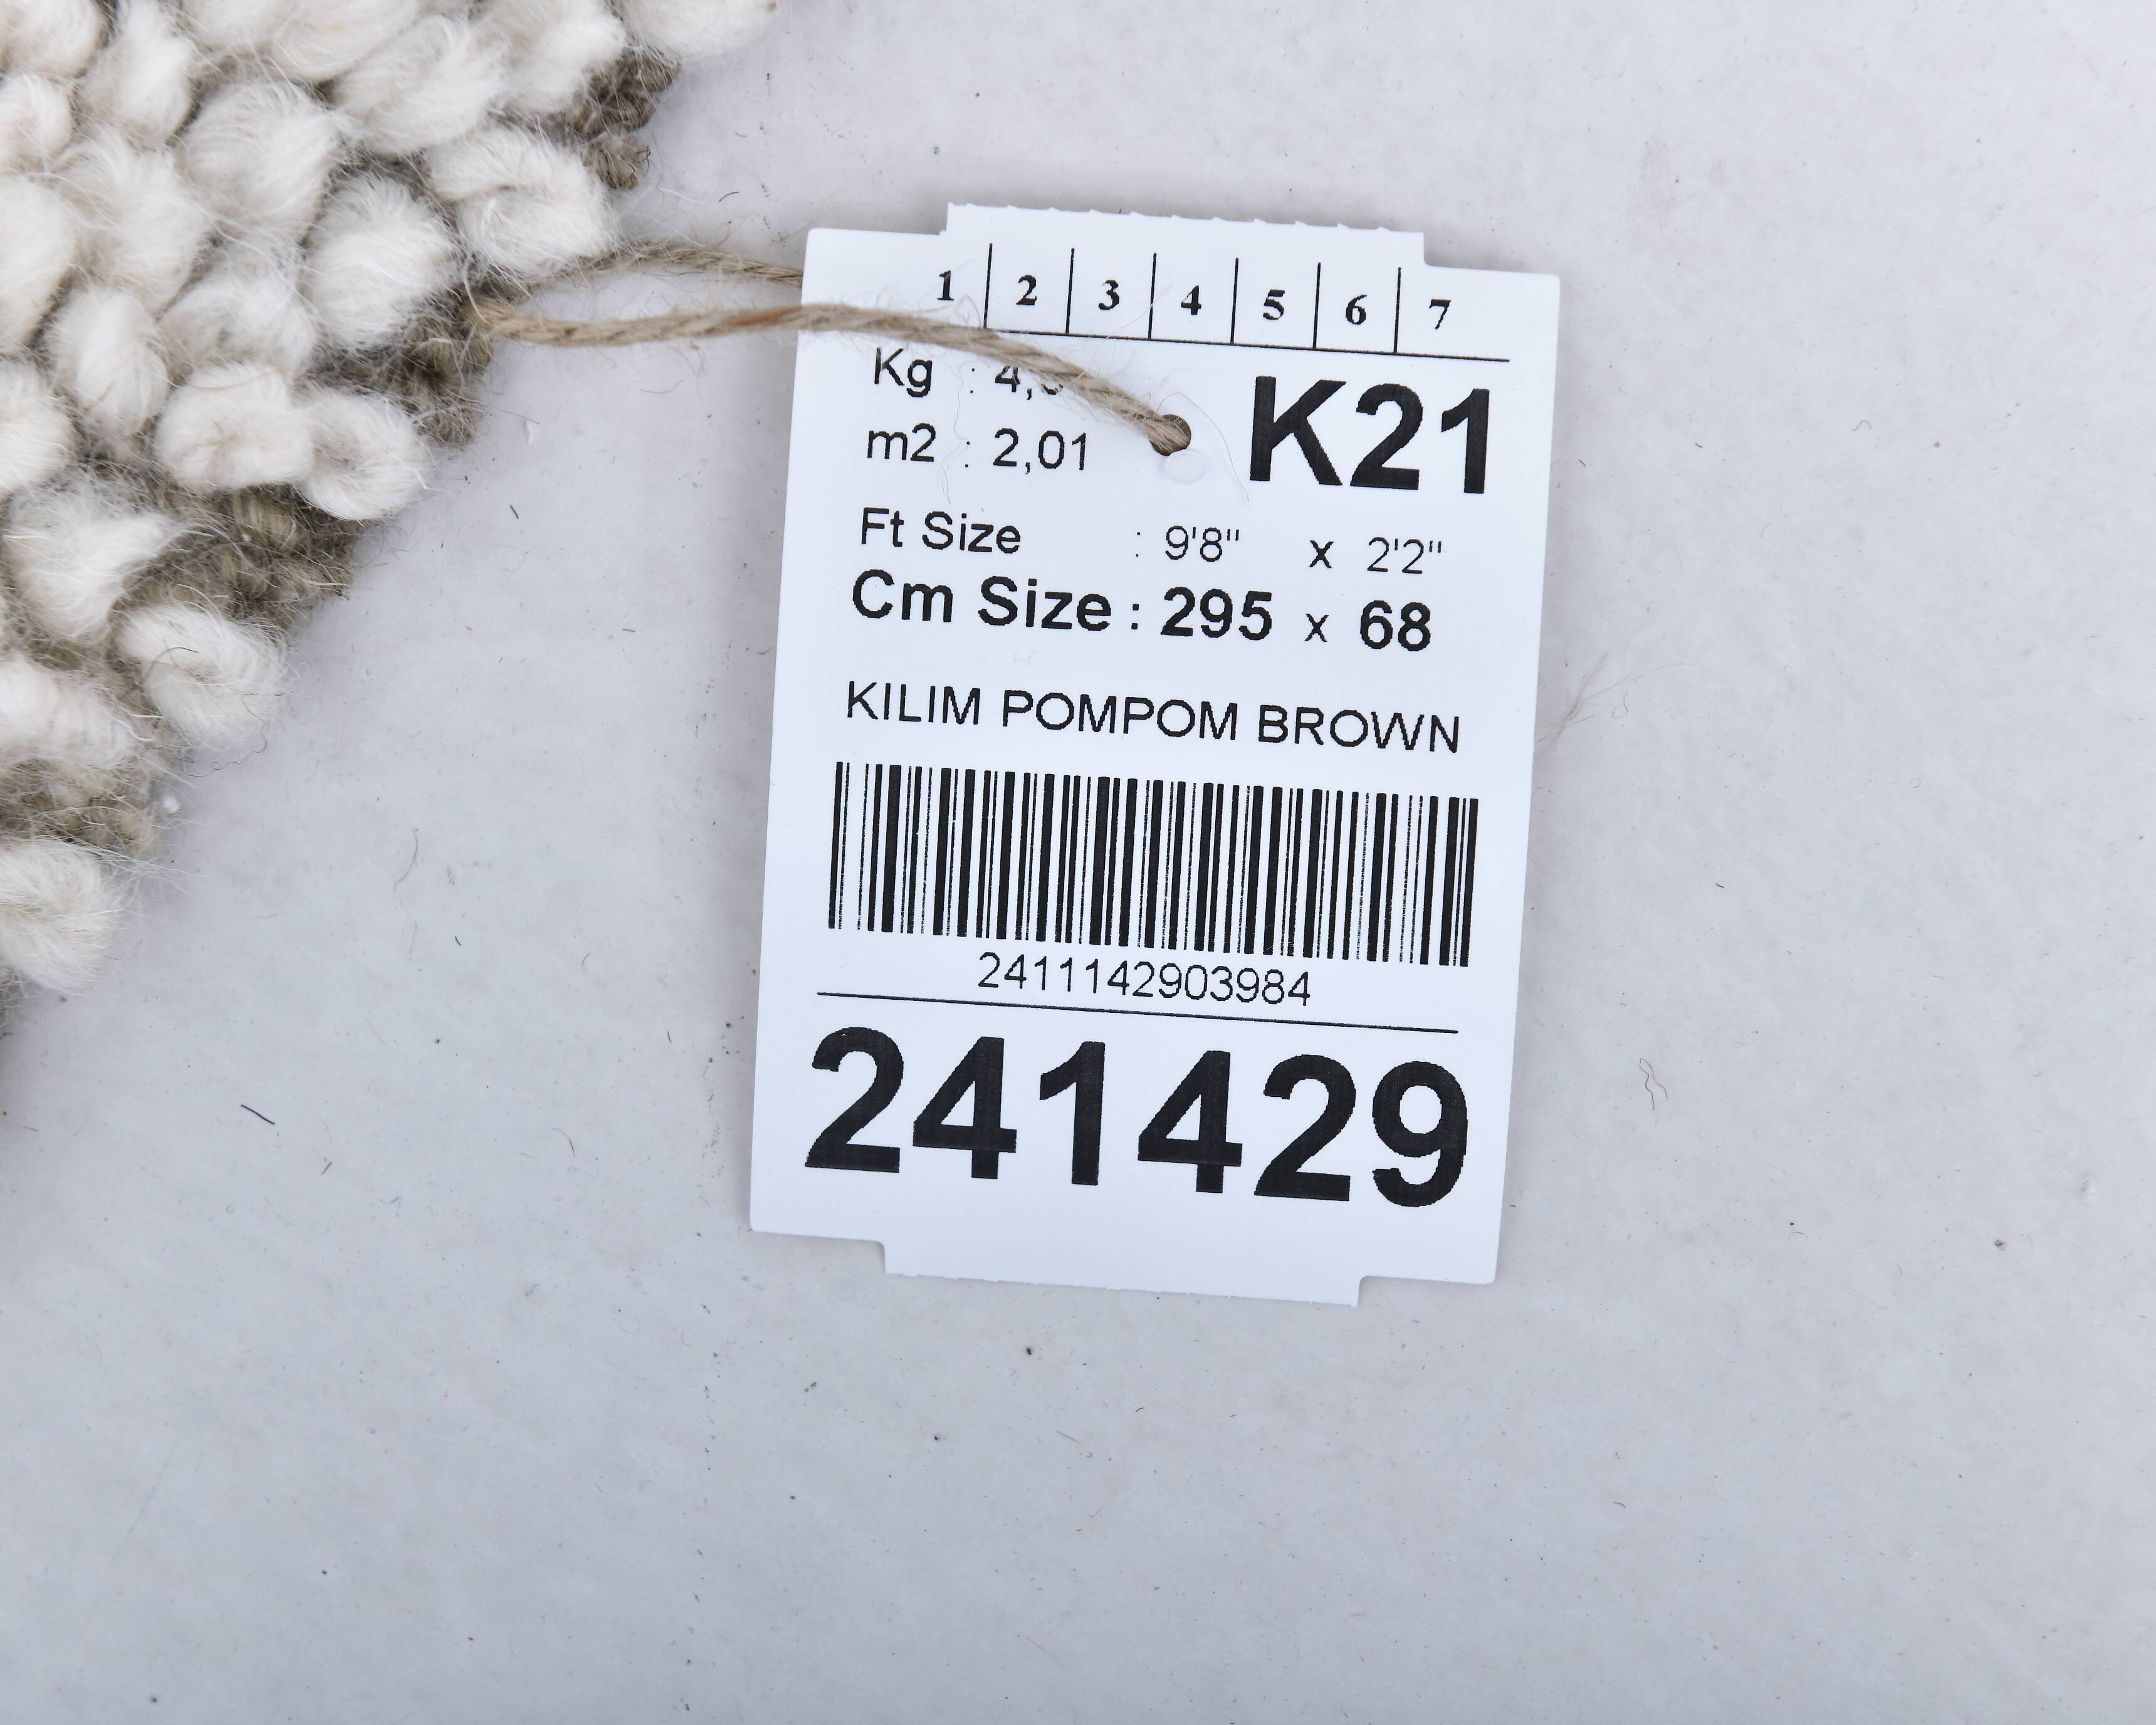 1 2 3 4 5 6 7
Kg :
m2 : 2,01
K21
Ft Size : 9'8" x 2'2"
Cm Size : 295 x 68
KILIM POMPOM BROWN
2411142903984
241429